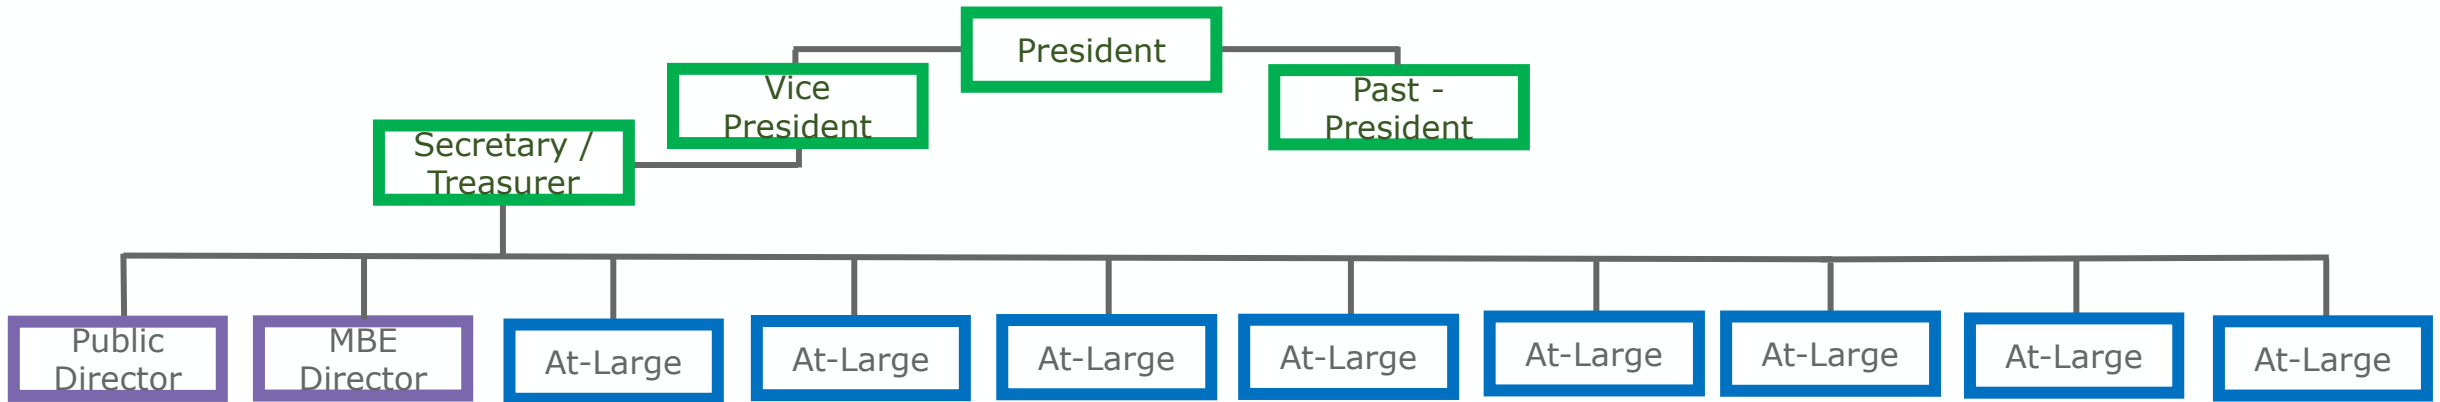 President
Vice
President
Past -
President
Secretary /
Treasurer
Public
Director
MBE
Director
At-Large
At-Large
At-Large
At-Large
At-Large
At-Large
At-Large
At-Large